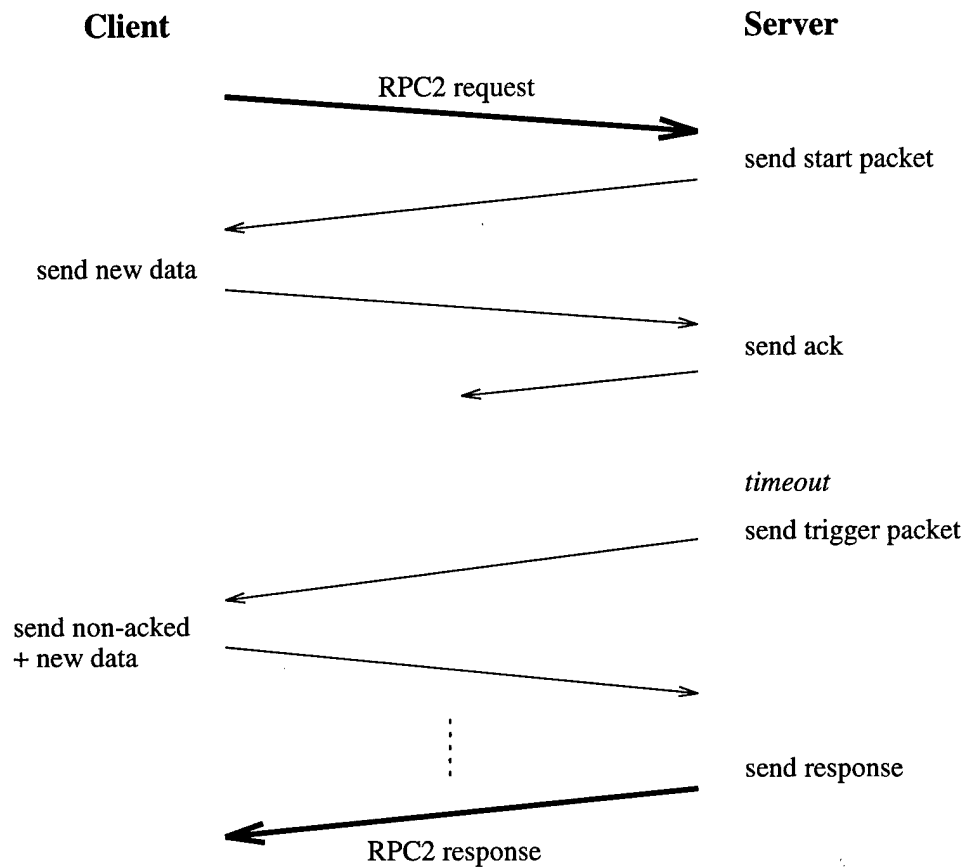 Client
Server
RPC2 request
send start packet
send new data
send ack
timeout
send trigger packet
send non-acked
+ new data
send response
RPC2 response